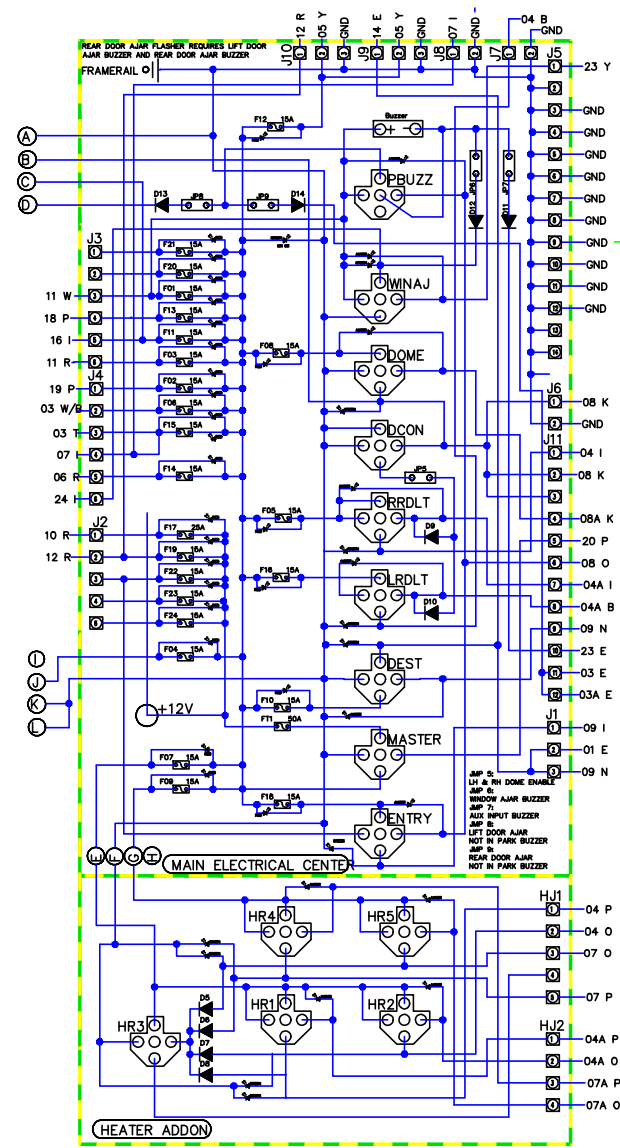 12 R
05 Y
GND
14 E
05 Y
GND
07 I
GND
04 B
GND
J10
J9
J8
J7
J5
REAR DOOR AJAR FLASHER REQUIRES LIFT DOOR
AJAR BUZZER AND REAR DOOR AJAR BUZZER
FRAMERAIL
23 Y
GND
GND
GND
GND
GND
GND
GND
GND
GND
GND
F12 15A
Buzzer
PBUZZ
A
B
C
D
D13
JP8
JP9
D14
JP6
JP7
D12
D11
J3
F21 15A
F20 15A
11 W
F01 15A
18 P
F13 15A
16 I
F11 15A
11 R
F03 15A
WINAJ
F08 15A
DOME
J4
19 P
F02 15A
03 W/B
F06 15A
03 T
F15 15A
07 I
06 R
F14 15A
24 I
DCON
JP5
J6
08 K
GND
J11
04 I
08 K
08A K
20 P
08 O
04A I
04A B
09 N
23 E
03 E
03A E
F05 15A
RRDLT
D9
J2
10 R
F17 25A
12 R
F19 15A
F22 15A
F23 15A
F24 15A
F04 15A
F16 15A
LRDLT
D10
I
J
K
L
DEST
+12V
F10 15A
FT1 50A
MASTER
J1
09 I
01 E
09 N
F07 15A
F09 15A
F18 15A
ENTRY
JMP 5:
LH & RH DOME ENABLE
JMP 6:
WINDOW AJAR BUZZER
JMP 7:
AUX INPUT BUZZER
JMP 8:
LIFT DOOR AJAR
NOT IN PARK BUZZER
JMP 9:
REAR DOOR AJAR
NOT IN PARK BUZZER
E
F
G
H
MAIN ELECTRICAL CENTER
HJ1
04 P
04 O
07 O
07 P
HR4
HR5
HR1
HR2
HR3
D5
D6
D7
D8
HJ2
04A P
04A O
07A P
07A O
HEATER ADDON